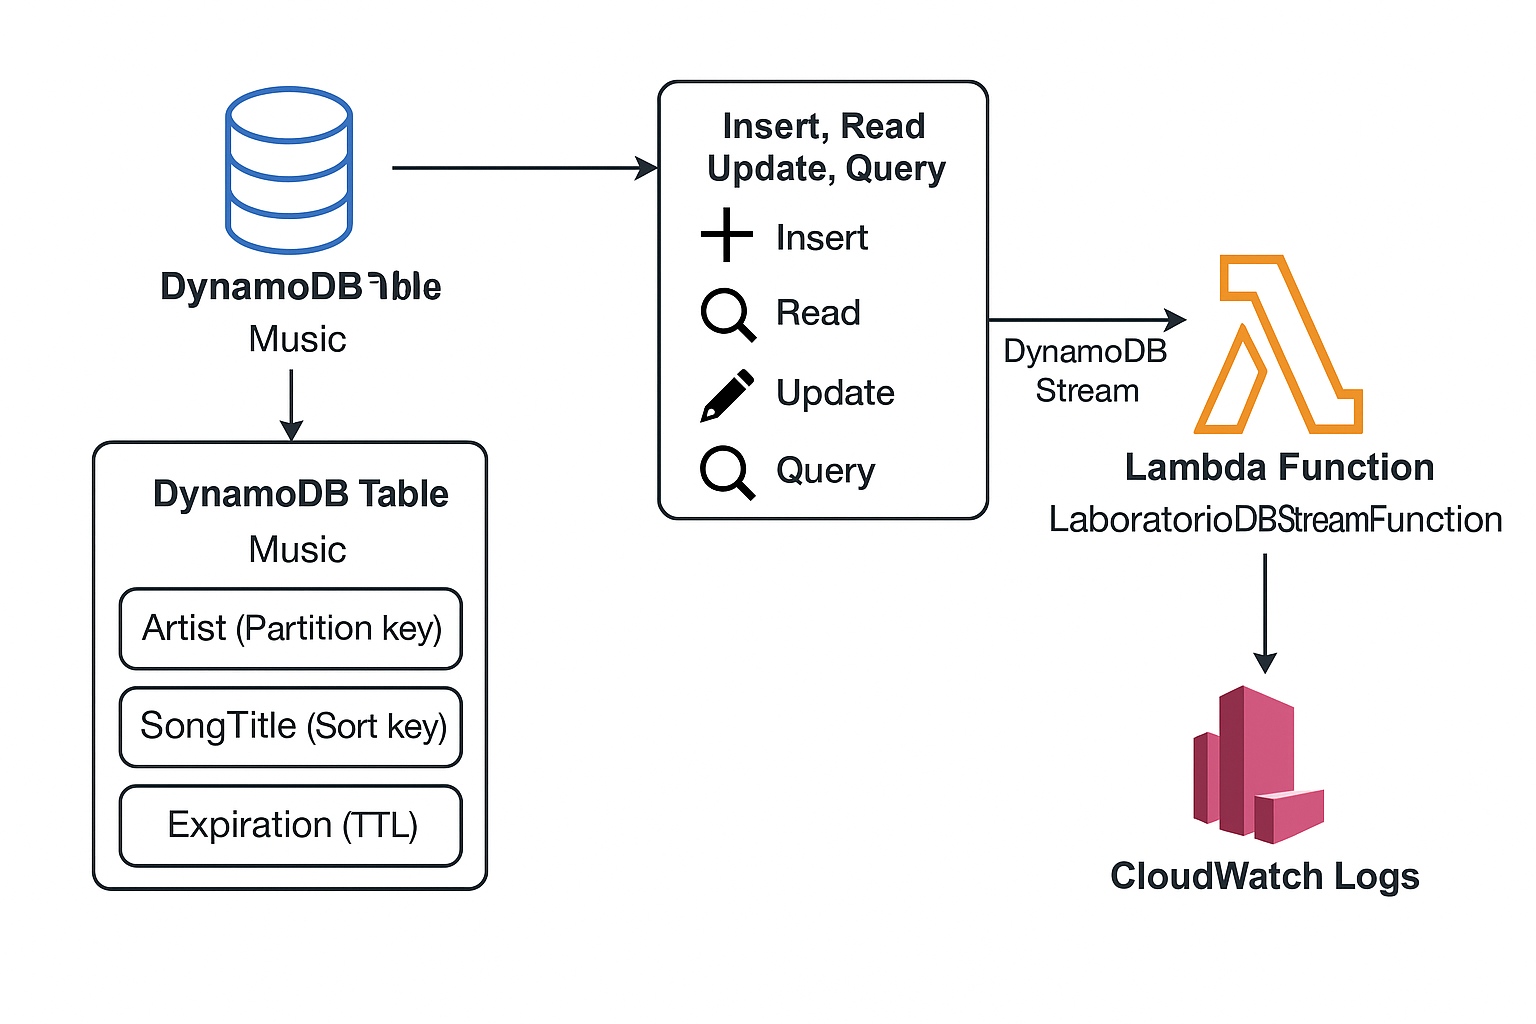 DynamoDB
Music
DynamoDB Table
Music
Artist (Partition key)
SongTitle (Sort key)
Expiration (TTL)
Insert, Read
Update, Query
Insert
Read
Update
Query
DynamoDB
Stream
Lambda Function
LaboratorioDBStreamFunction
CloudWatch Logs